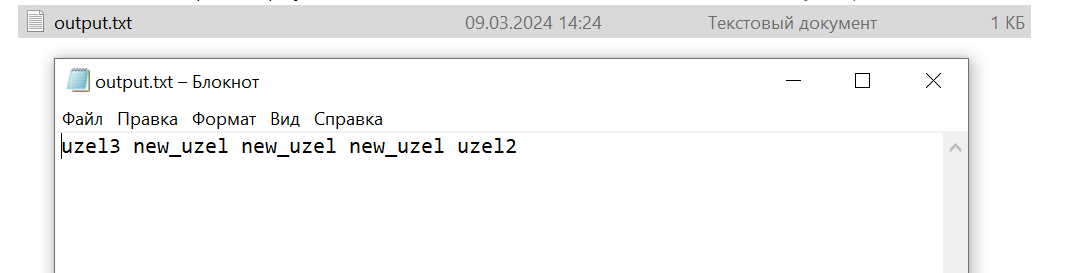 output.txt 09.03.2024 14:24 Текстовый документ 1 КБ
output.txt – Блокнот
Файл Правка Формат Вид Справка
uzel3 new_uzel new_uzel new_uzel uzel2